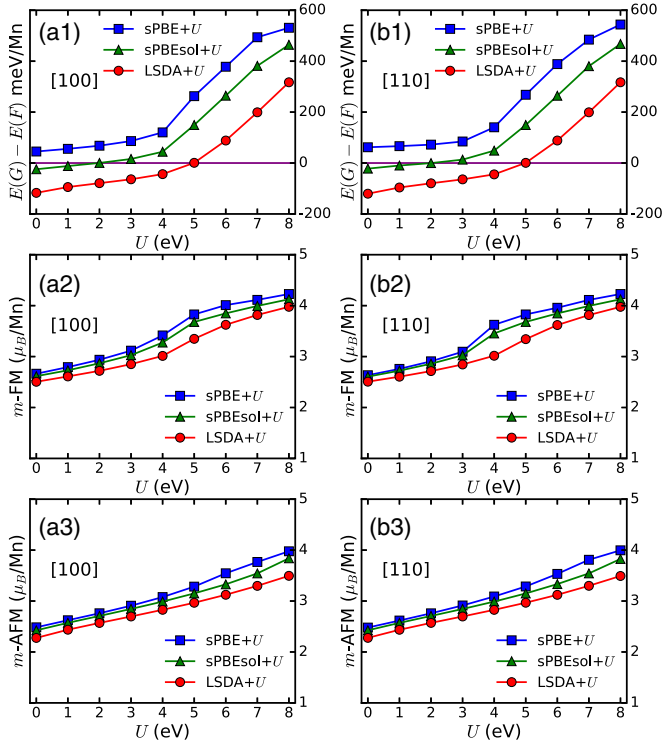 (a1)
sPBE+U
sPBEsol+U
LSDA+U
[100]
0 1 2 3 4 5 6 7 8
U (eV)
(b1)
sPBE+U
sPBEsol+U
LSDA+U
[110]
600
400
200
0
-200
E(G) − E(F) meV/Mn
0 1 2 3 4 5 6 7 8
U (eV)
600
400
200
0
-200
E(G) − E(F) meV/Mn
(a2)
[100]
m-FM (μB/Mn)
sPBE+U
sPBEsol+U
LSDA+U
5
4
3
2
1
0 1 2 3 4 5 6 7 8
U (eV)
(b2)
[110]
m-FM (μB/Mn)
sPBE+U
sPBEsol+U
LSDA+U
5
4
3
2
1
0 1 2 3 4 5 6 7 8
U (eV)
(a3)
[100]
m-AFM (μB/Mn)
sPBE+U
sPBEsol+U
LSDA+U
5
4
3
2
1
0 1 2 3 4 5 6 7 8
U (eV)
(b3)
[110]
m-AFM (μB/Mn)
sPBE+U
sPBEsol+U
LSDA+U
5
4
3
2
1
0 1 2 3 4 5 6 7 8
U (eV)